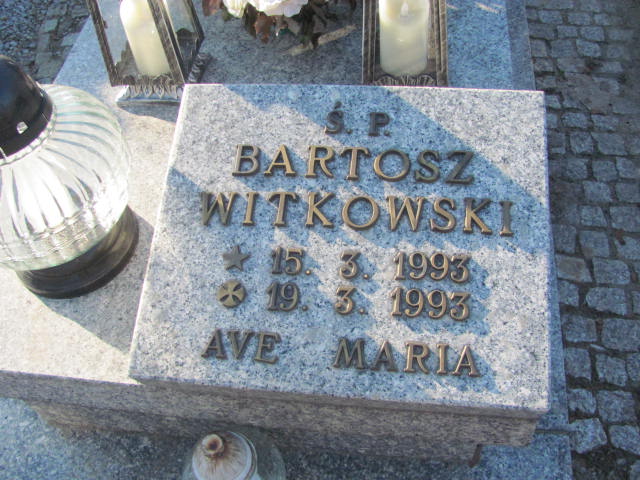 Ś. P.
BARTOSZ
WITKOWSKI
15. 3. 1993
19. 3. 1993
AVE MARIA